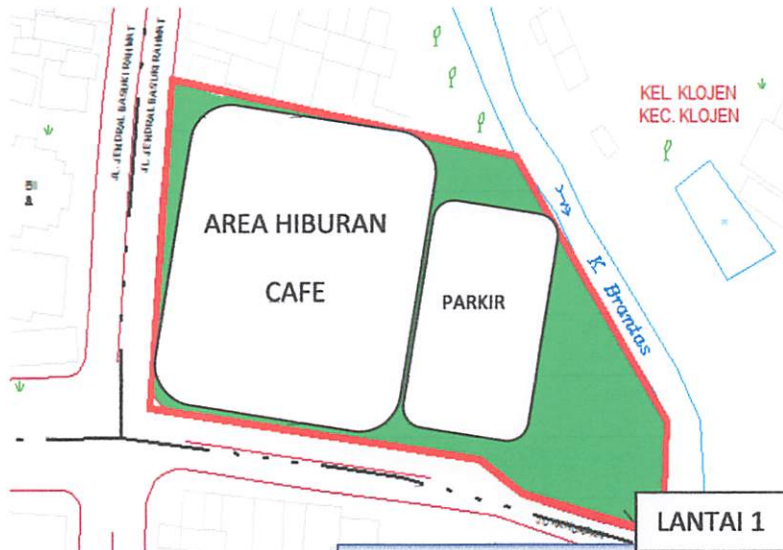 JL. JENDRAL BASUKI RAHMAT
JL. JENDRAL BASUKI RAHMAT
KEL KLOJEN
KEC. KLOJEN
AREA HIBURAN
CAFE
PARKIR
K. Brantas
LANTAI 1